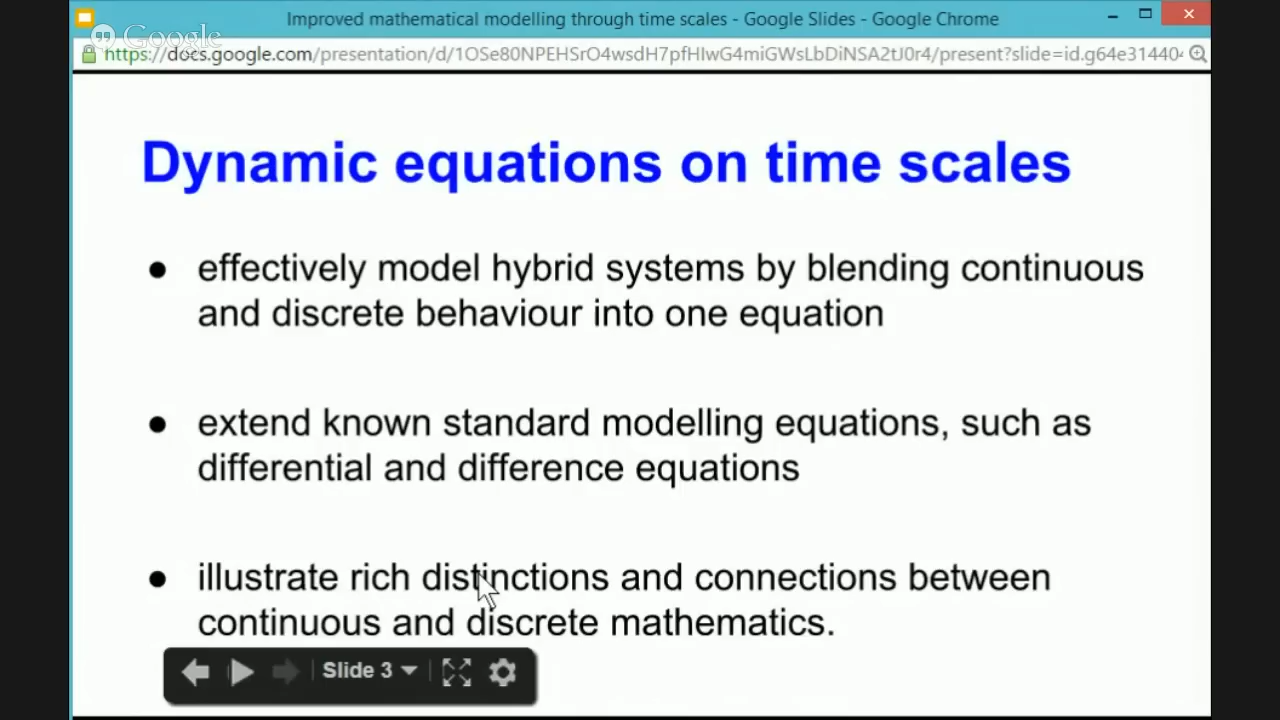 Improved mathematical modelling through time scales - Google Slides - Google Chrome
Google
https://docs.google.com/presentation/d/1OSe80NPEHSrO4wsdH7pfHIwG4miGWsLbDiNSA2tJ0r4/present?slide=id.g64e314404
Dynamic equations on time scales
● effectively model hybrid systems by blending continuous
and discrete behaviour into one equation
● extend known standard modelling equations, such as
differential and difference equations
● illustrate rich distinctions and connections between
continuous and discrete mathematics.
Slide 3